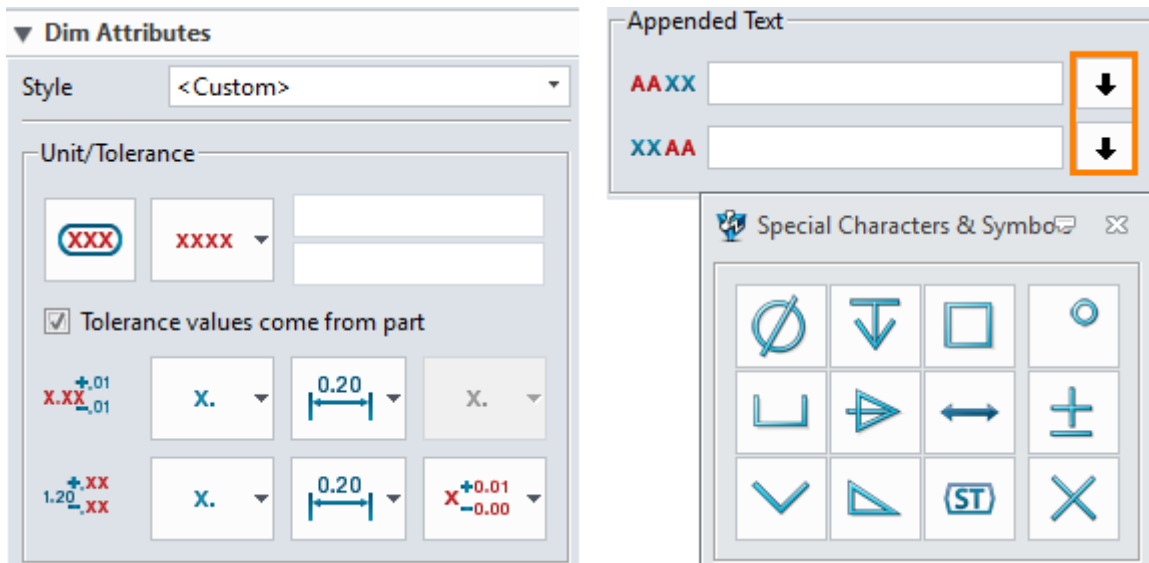 Dim Attributes
Style
<Custom>
Unit/Tolerance
XXX
XXXX
Tolerance values come from part
X.XX+.01
-.01
X.
0.20
X.
1.20+.XX
-.XX
X.
0.20
X+0.01
-0.00
Appended Text
AAXX
XXAA
Special Characters & Symbo
ST